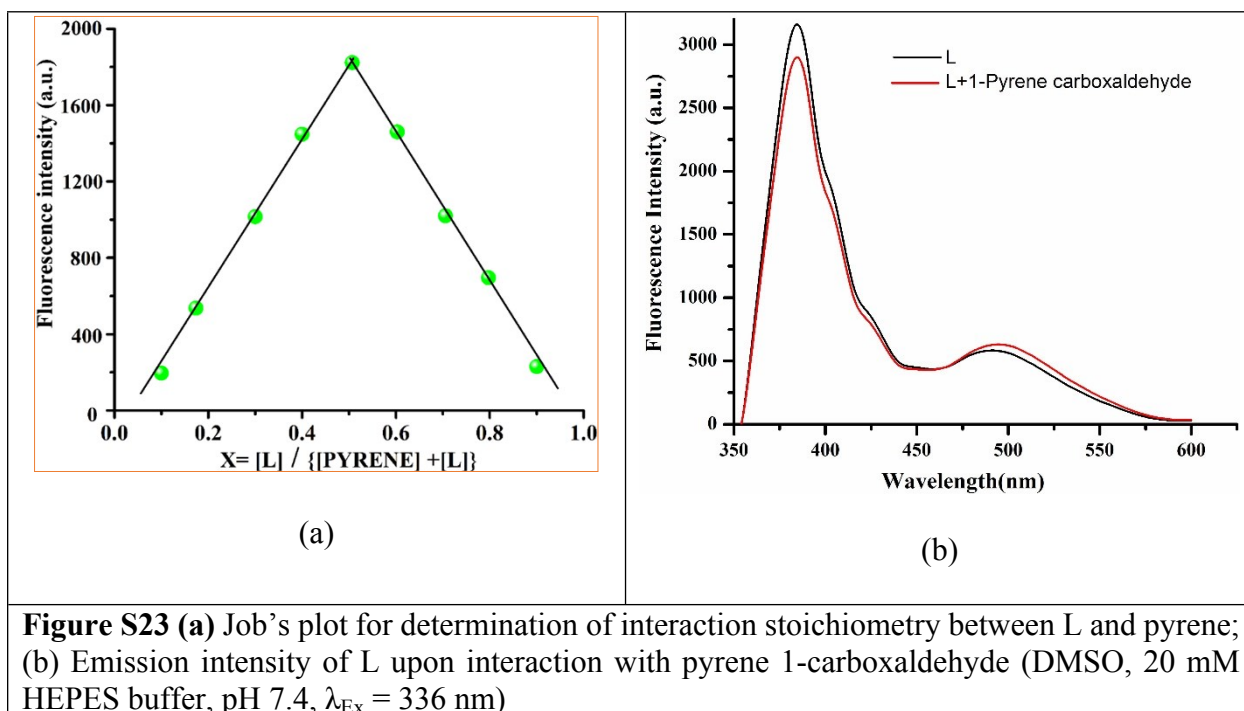 2000
1600
1200
800
400
0
Fluorescence intensity (a.u.)
0.0 0.2 0.4 0.6 0.8 1.0
X= [L] / {[PYRENE] +[L]}
(a)
3000
2500
2000
1500
1000
500
0
Fluorescence Intensity (a.u.)
L
L+1-Pyrene carboxaldehyde
350 400 450 500 550 600
Wavelength(nm)
(b)
Figure S23 (a) Job’s plot for determination of interaction stoichiometry between L and pyrene;
(b) Emission intensity of L upon interaction with pyrene 1-carboxaldehyde (DMSO, 20 mM
HEPES buffer, pH 7.4, λEx = 336 nm)